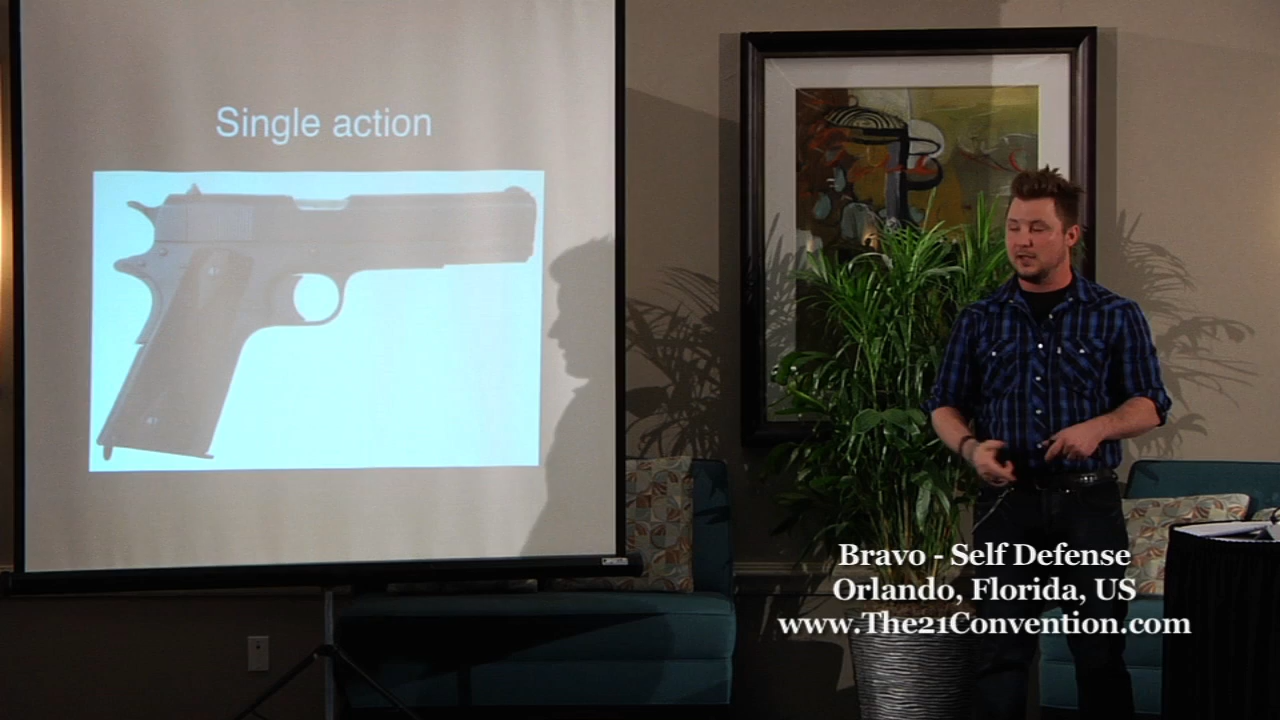 Single action
Bravo - Self Defense
Orlando, Florida, US
www.The21Convention.com